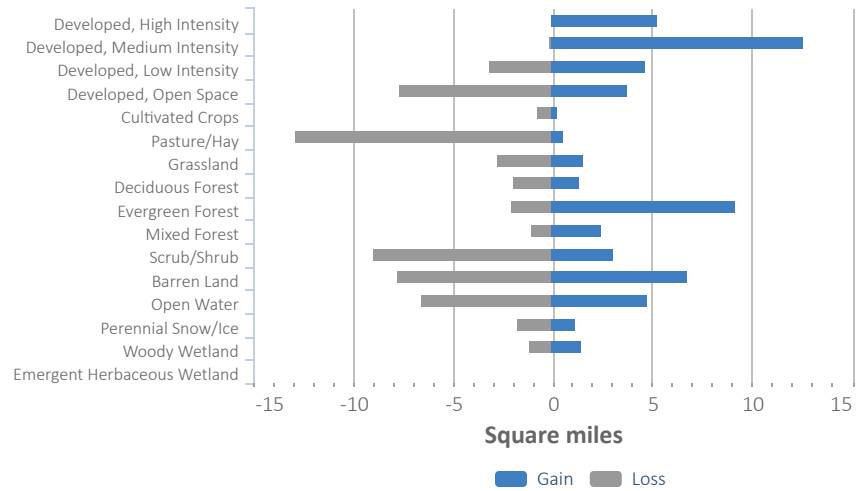 Developed, High Intensity
Developed, Medium Intensity
Developed, Low Intensity
Developed, Open Space
Cultivated Crops
Pasture/Hay
Grassland
Deciduous Forest
Evergreen Forest
Mixed Forest
Scrub/Shrub
Barren Land
Open Water
Perennial Snow/Ice
Woody Wetland
Emergent Herbaceous Wetland
-15 -10 -5 0 5 10 15
Square miles
Gain Loss